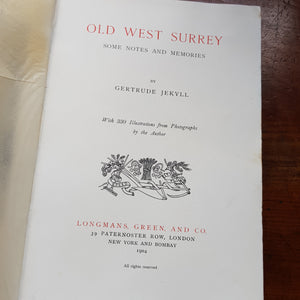 OLD WEST SURREY
SOME NOTES AND MEMORIES
BY
GERTRUDE JEKYLL
With 330 Illustrations from Photographs
by the Author
LONGMANS, GREEN, AND CO.
39 PATERNOSTER ROW, LONDON
NEW YORK AND BOMBAY
1904
All rights reserved